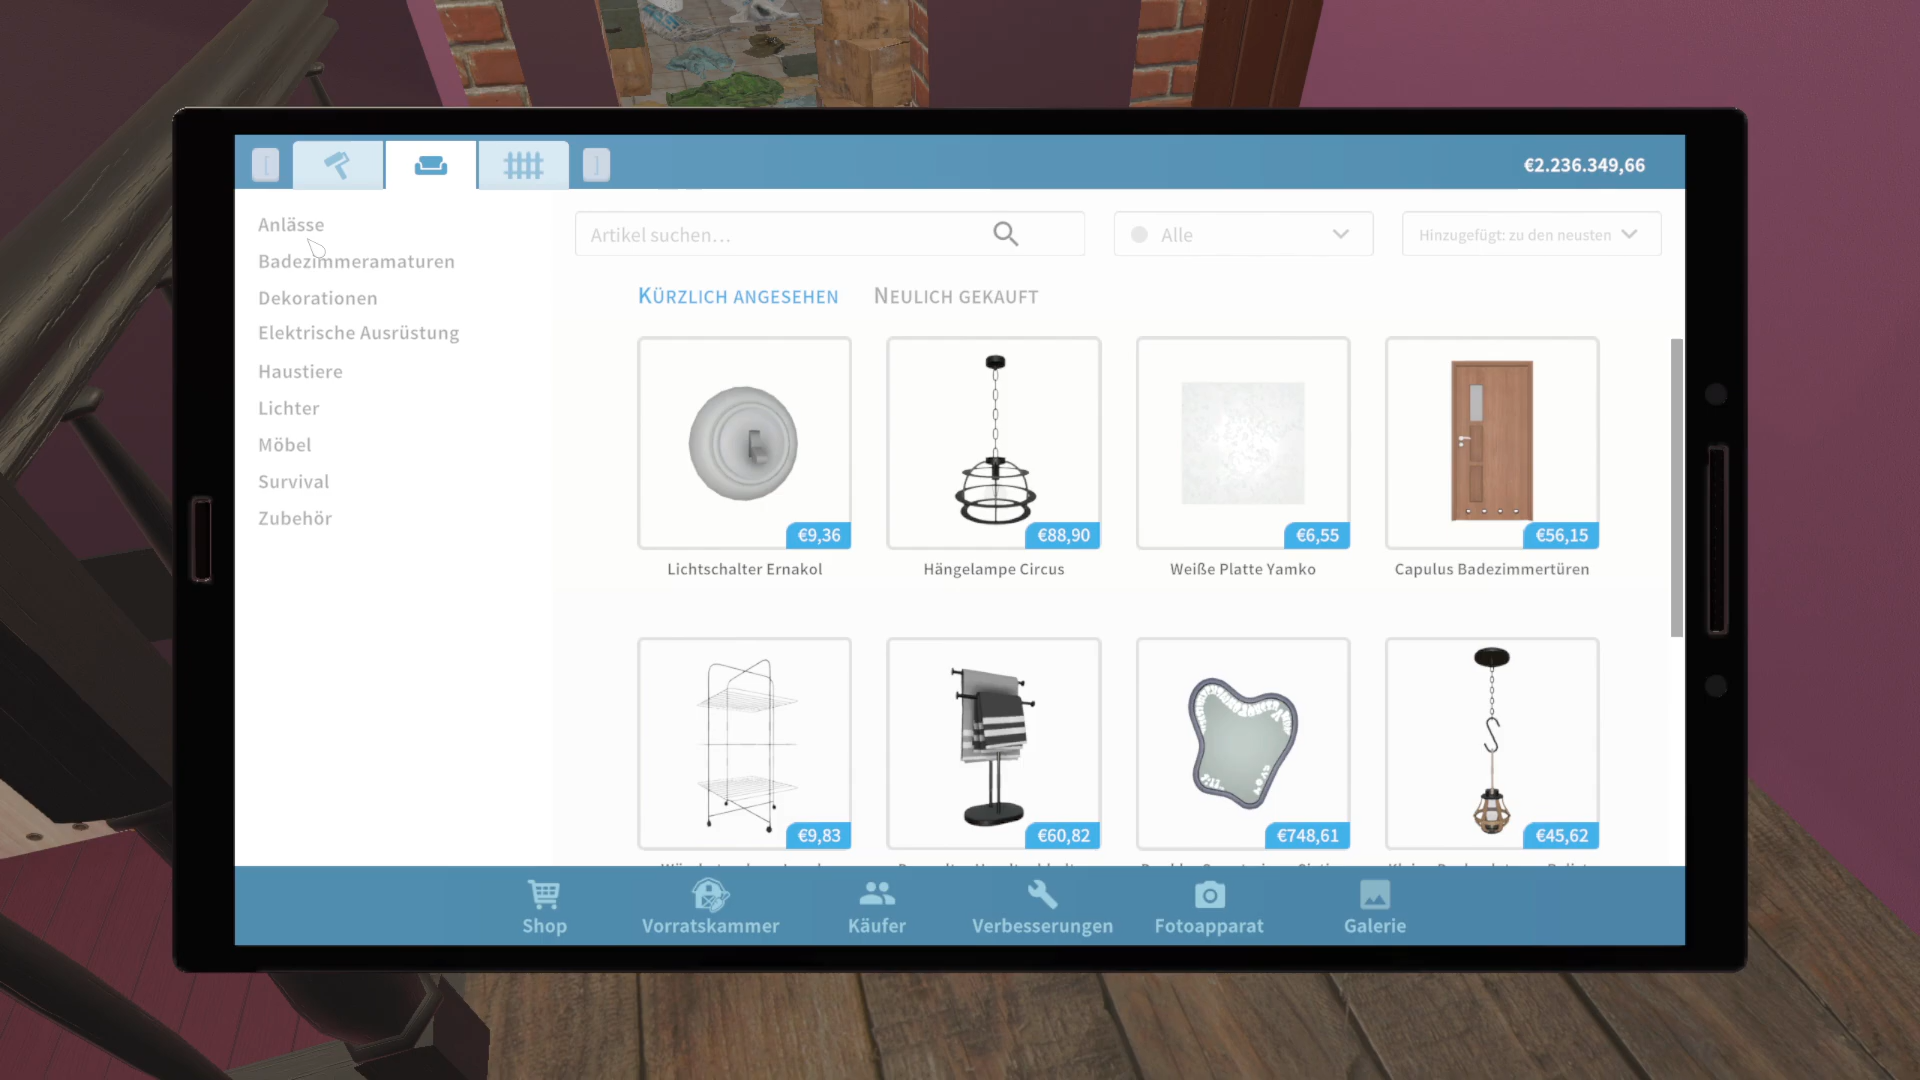 [
]
€2.236.349,66
Anlässe
Badezimmeramaturen
Dekorationen
Elektrische Ausrüstung
Haustiere
Lichter
Möbel
Survival
Zubehör
Artikel suchen...
Alle
Hinzugefügt: zu den neusten
KÜRZLICH ANGESEHEN
NEULICH GEKAUFT
€9,36
€88,90
€6,55
€56,15
Lichtschalter Ernakol
Hängelampe Circus
Weiße Platte Yamko
Capulus Badezimmertüren
€9,83
€60,82
€748,61
€45,62
Shop
Vorratskammer
Käufer
Verbesserungen
Fotoapparat
Galerie